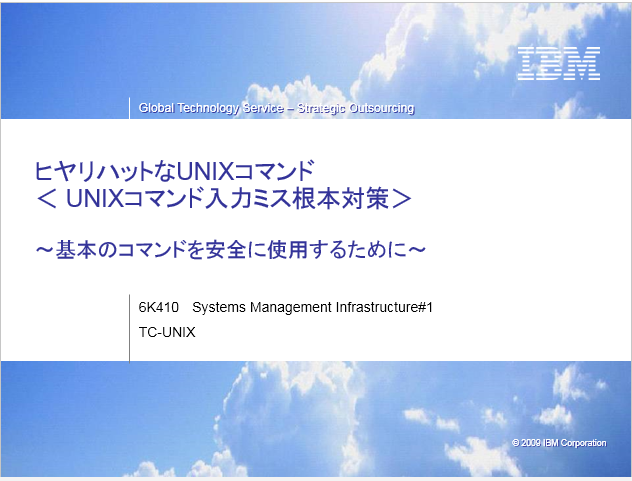 IBM
Global Technology Service – Strategic Outsourcing
ヒヤリハットなUNIXコマンド
＜ UNIXコマンド入力ミス根本対策＞
～基本のコマンドを安全に使用するために～
6K410　Systems Management Infrastructure#1
TC-UNIX
© 2009 IBM Corporation